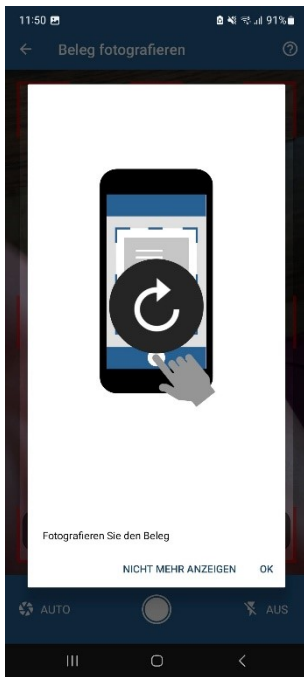 11:50 91%
Beleg fotografieren
Fotografieren Sie den Beleg
NICHT MEHR ANZEIGEN OK
AUTO AUS